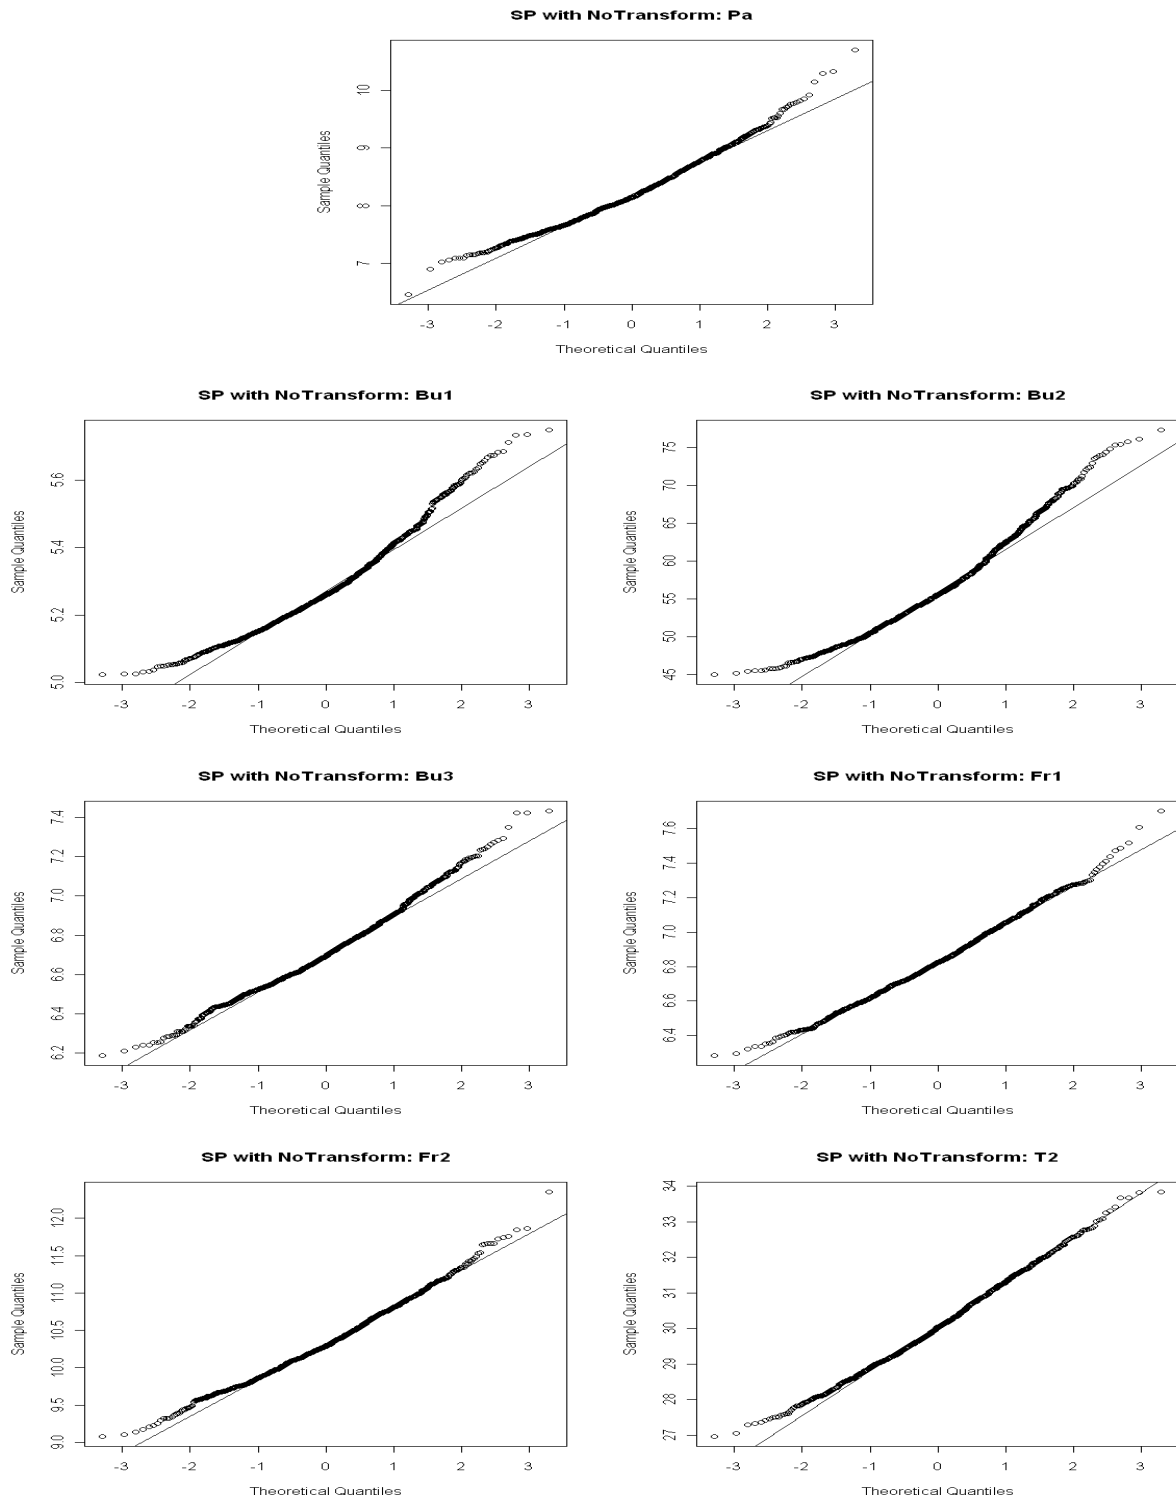 SP with NoTransform: Pa
Sample Quantiles
10
9
8
7
-3 -2 -1 0 1 2 3
Theoretical Quantiles
SP with NoTransform: Bu1
Sample Quantiles
5.6
5.4
5.2
5.0
-3 -2 -1 0 1 2 3
Theoretical Quantiles
SP with NoTransform: Bu2
Sample Quantiles
75
70
65
60
55
50
45
-3 -2 -1 0 1 2 3
Theoretical Quantiles
SP with NoTransform: Bu3
Sample Quantiles
7.4
7.2
7.0
6.8
6.6
6.4
6.2
-3 -2 -1 0 1 2 3
Theoretical Quantiles
SP with NoTransform: Fr1
Sample Quantiles
7.6
7.4
7.2
7.0
6.8
6.6
6.4
-3 -2 -1 0 1 2 3
Theoretical Quantiles
SP with NoTransform: Fr2
Sample Quantiles
12.0
11.5
11.0
10.5
10.0
9.5
9.0
-3 -2 -1 0 1 2 3
Theoretical Quantiles
SP with NoTransform: T2
Sample Quantiles
34
33
32
31
30
29
28
27
-3 -2 -1 0 1 2 3
Theoretical Quantiles